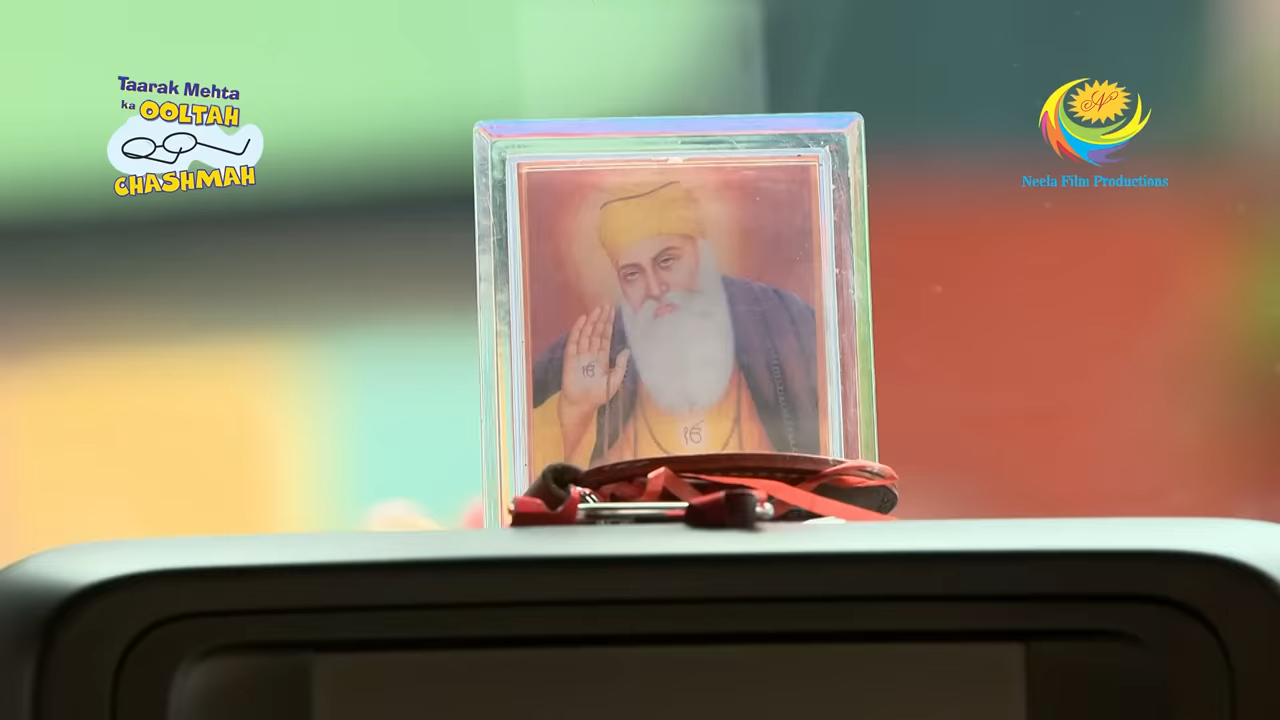 Taarak Mehta
ka OOLTAH
CHASHMAH
N
Neela Film Productions
ੴ
ੴ